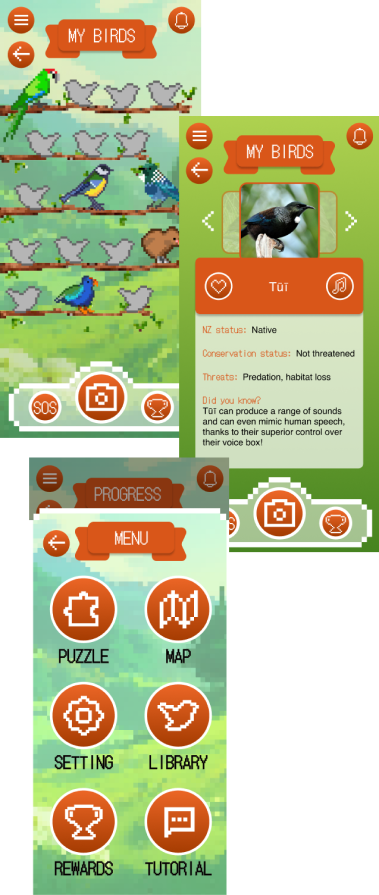 MY BIRDS
SOS
MY BIRDS
Tūī
NZ status: Native
Conservation status: Not threatened
Threats: Predation, habitat loss
Did you know?
Tūī can produce a range of sounds
and can even mimic human speech,
thanks to their superior control over
their voice box!
PROGRESS
MENU
PUZZLE
MAP
SETTING
LIBRARY
REWARDS
TUTORIAL